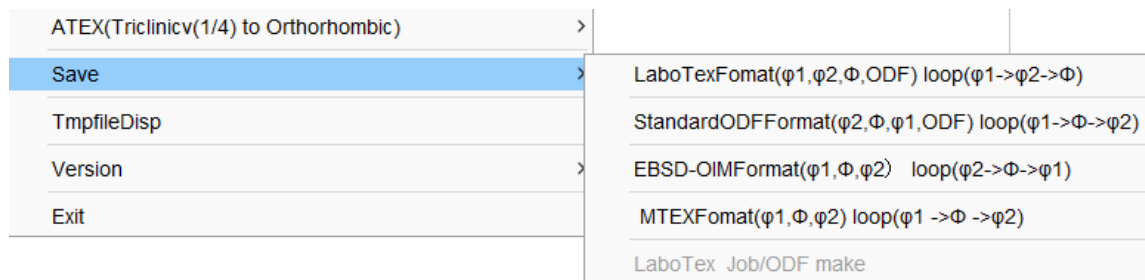 ATEX(Triclinicv(1/4) to Orthorhombic)
Save
TmpfileDisp
Version
Exit
LaboTexFomat(φ1,φ2,Φ,ODF) loop(φ1->φ2->Φ)
StandardODFFormat(φ2,Φ,φ1,ODF) loop(φ1->Φ->φ2)
EBSD-OIMFormat(φ1,Φ,φ2) loop(φ2->Φ->φ1)
MTEXFomat(φ1,Φ,φ2) loop(φ1 ->Φ ->φ2)
LaboTex Job/ODF make